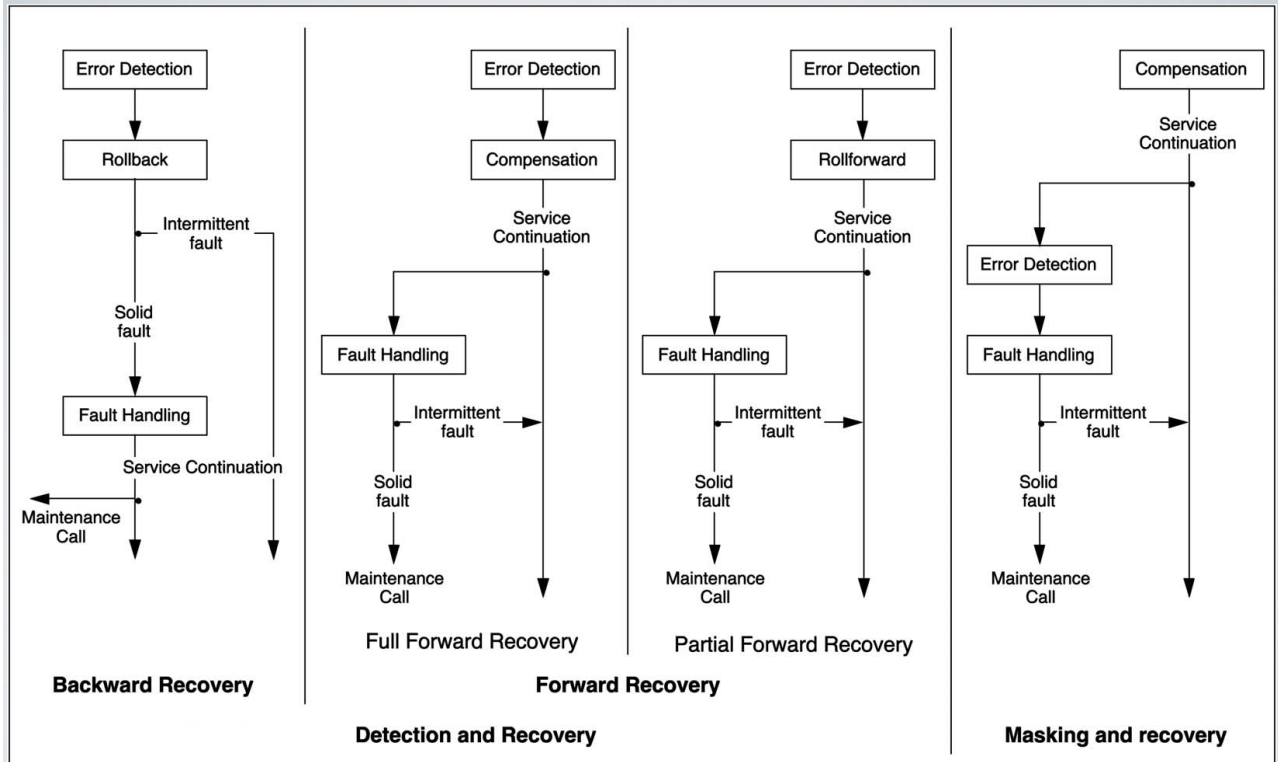 Error Detection
Rollback
Intermittent
fault
Solid
fault
Fault Handling
Service Continuation
Maintenance
Call
Backward Recovery
Error Detection
Compensation
Service
Continuation
Fault Handling
Intermittent
fault
Solid
fault
Maintenance
Call
Full Forward Recovery
Error Detection
Rollforward
Service
Continuation
Fault Handling
Intermittent
fault
Solid
fault
Maintenance
Call
Partial Forward Recovery
Forward Recovery
Detection and Recovery
Compensation
Service
Continuation
Error Detection
Fault Handling
Intermittent
fault
Solid
fault
Maintenance
Call
Masking and recovery